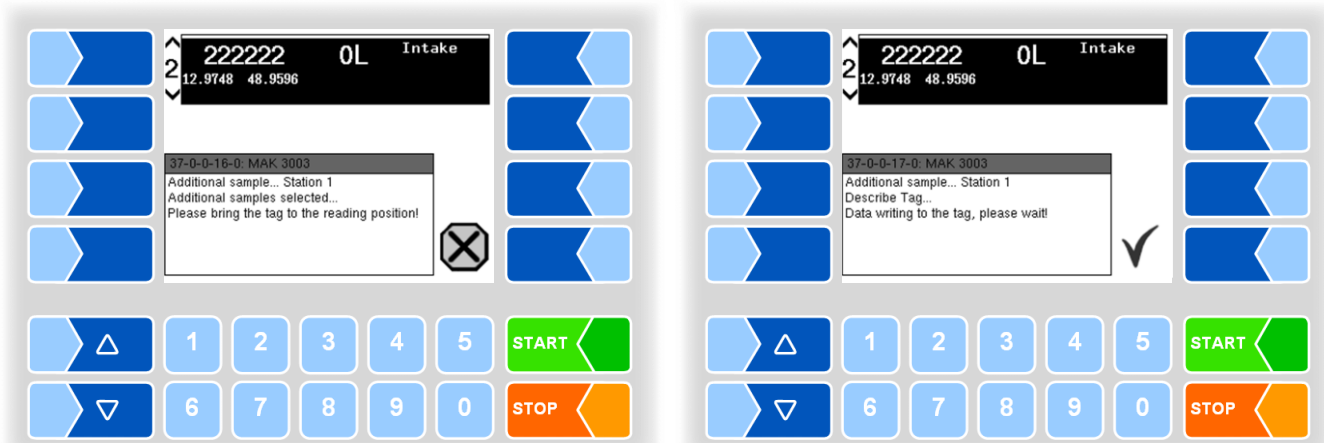 222222 0L Intake
2
12.9748 48.9596
37-0-0-16-0: MAK 3003
Additional sample... Station 1
Additional samples selected...
Please bring the tag to the reading position!
1 2 3 4 5 START
6 7 8 9 0 STOP
222222 0L Intake
2
12.9748 48.9596
37-0-0-17-0: MAK 3003
Additional sample... Station 1
Describe Tag...
Data writing to the tag, please wait!
1 2 3 4 5 START
6 7 8 9 0 STOP